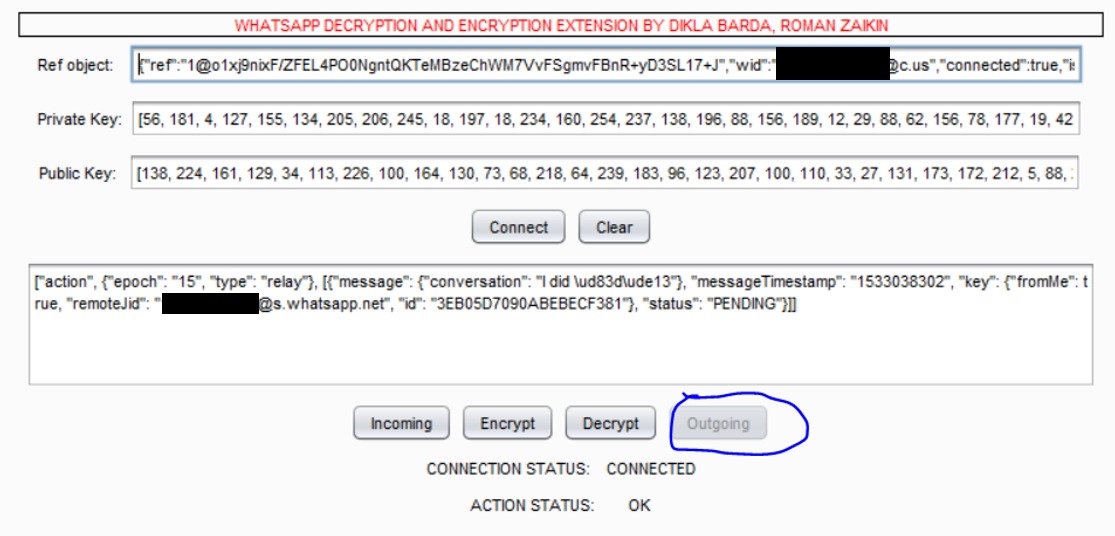 WHATSAPP DECRYPTION AND ENCRYPTION EXTENSION BY DIKLA BARDA, ROMAN ZAIKIN
Ref object: {"ref":"1@o1xj9nixF/ZFEL4PO0NgntQKTeMBzeChWM7VvFSgmvFBnR+yD3SL17+J","wid":" @c.us","connected":true,"is
Private Key: [56, 181, 4, 127, 155, 134, 205, 206, 245, 18, 197, 18, 234, 160, 254, 237, 138, 196, 88, 156, 189, 12, 29, 88, 62, 156, 78, 177, 19, 42
Public Key: [138, 224, 161, 129, 34, 113, 226, 100, 164, 130, 73, 68, 218, 64, 239, 183, 96, 123, 207, 100, 110, 33, 27, 131, 173, 172, 212, 5, 88,
Connect Clear
["action", {"epoch": "15", "type": "relay"}, [{"message": {"conversation": "I did \ud83d\ude13"}, "messageTimestamp": "1533038302", "key": {"fromMe": t
rue, "remoteJid": " @s.whatsapp.net", "id": "3EB05D7090ABEBECF381"}, "status": "PENDING"}]]
Incoming Encrypt Decrypt Outgoing
CONNECTION STATUS: CONNECTED
ACTION STATUS: OK